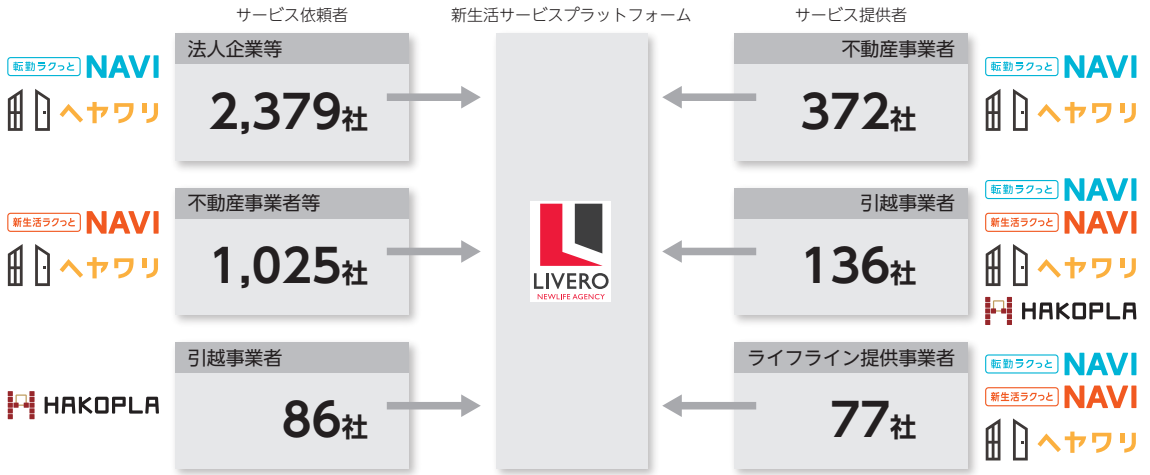 サービス依頼者
新生活サービスプラットフォーム
サービス提供者
転勤ラクっと NAVI
ヘヤワリ
法人企業等
2,379社
新生活ラクっと NAVI
ヘヤワリ
不動産事業者等
1,025社
HAKOPLA
引越事業者
86社
LIVERO
NEWLIFE AGENCY
不動産事業者
372社
転勤ラクっと NAVI
ヘヤワリ
引越事業者
136社
転勤ラクっと NAVI
新生活ラクっと NAVI
ヘヤワリ
HAKOPLA
ライフライン提供事業者
77社
転勤ラクっと NAVI
新生活ラクっと NAVI
ヘヤワリ